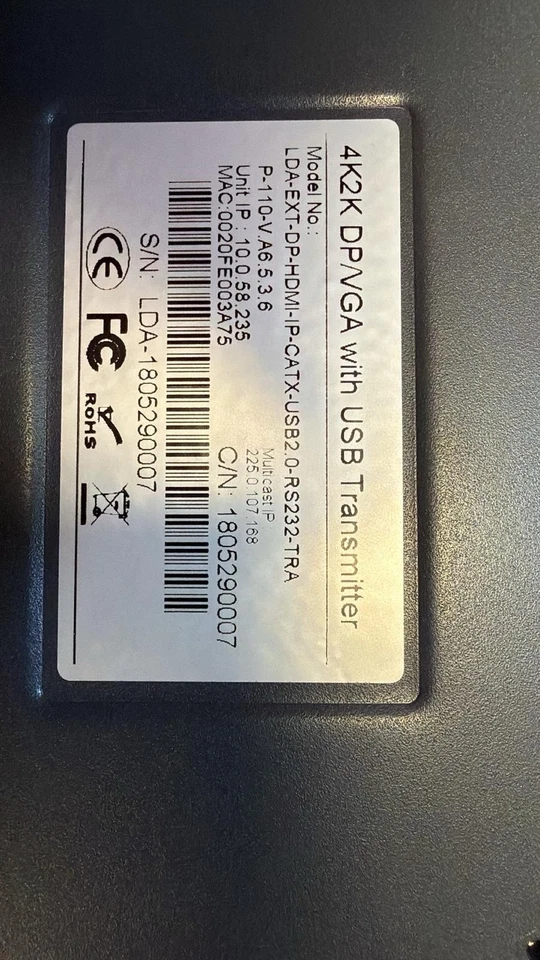 4K2K DP/VGA with USB Transmitter
Model No.:
LDA-EXT-DP-HDMI-IP-CATX-USB2.0-RS232-TRA
P-110-V.A6.5.3.6
Multicast IP
225.0.107.168
Unit IP : 10.0.58.235
MAC:0020FE003A75
C/N: 1805290007
S/N: LDA-1805290007
CE FC RoHS